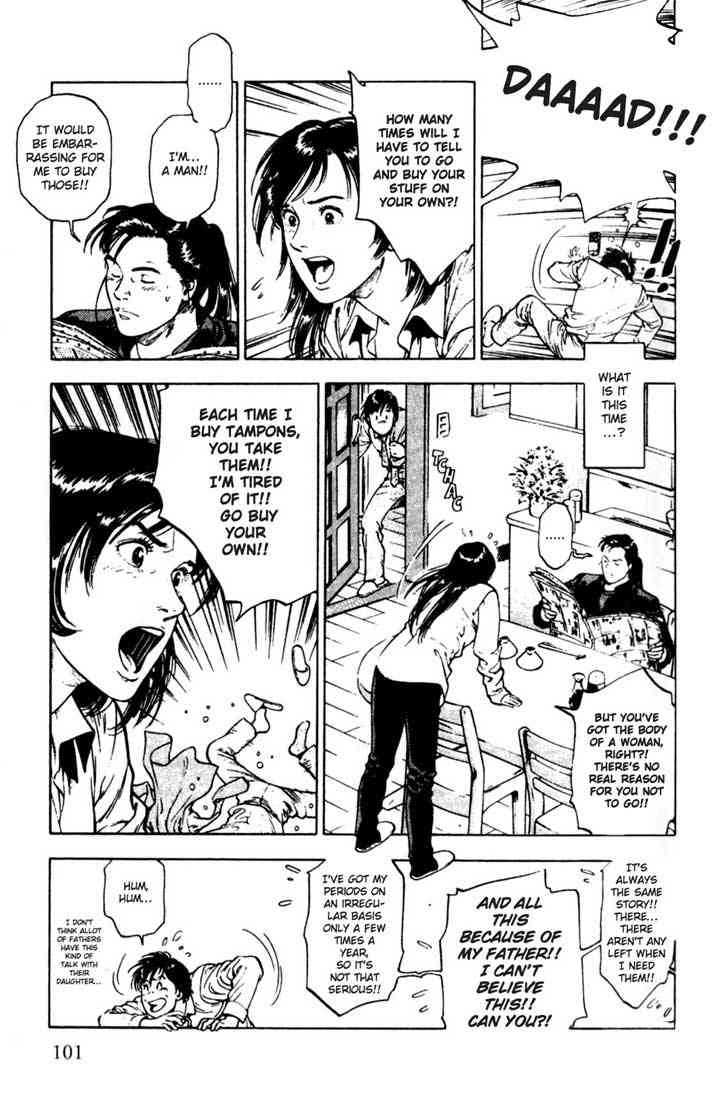 DAAAAD!!!
!!
HOW MANY
TIMES WILL I
HAVE TO TELL
YOU TO GO
AND BUY YOUR
STUFF ON
YOUR OWN?!
......
I'M...
A MAN!!
IT WOULD
BE EMBAR-
RASSING FOR
ME TO BUY
THOSE!!
WHAT
IS IT
THIS
TIME
...?
TCHAC
......
BUT YOU'VE
GOT THE BODY
OF A WOMAN,
RIGHT?!
THERE'S NO
REAL REASON
FOR YOU NOT
TO GO!!
EACH TIME I
BUY TAMPONS,
YOU TAKE
THEM!!
I'M TIRED
OF IT!!
GO BUY
YOUR
OWN!!
IT'S
ALWAYS
THE SAME
STORY!!
THERE...
THERE
AREN'T ANY
LEFT WHEN I
NEED
THEM!!
AND ALL
THIS
BECAUSE OF
MY FATHER!!
I CAN'T
BELIEVE
THIS!!
CAN YOU?!
I'VE GOT MY
PERIODS ON
AN IRREGU-
LAR BASIS
ONLY A FEW
TIMES A
YEAR,
SO IT'S
NOT THAT
SERIOUS!!
HUM,
HUM...
I DON'T
THINK ALLOT
OF FATHERS
HAVE THIS
KIND OF
TALK WITH
THEIR
DAUGHTER...
101